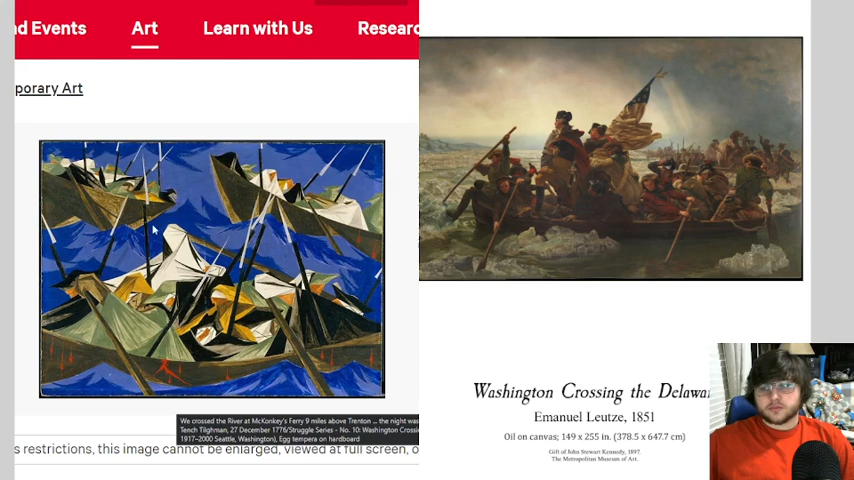 nd Events Art Learn with Us Researc
porary Art
We crossed the River at McKonkey's Ferry 9 miles above Trenton ... the night was
Tench Tilghman, 27 December 1776/Struggle Series - No. 10: Washington Crossi
1917–2000 Seattle, Washington), Egg tempera on hardboard
s restrictions, this image cannot be enlarged, viewed at full screen, o
Washington Crossing the Delawar
Emanuel Leutze, 1851
Oil on canvas; 149 x 255 in. (378.5 x 647.7 cm)
Gift of John Stewart Kennedy, 1897.
The Metropolitan Museum of Art.